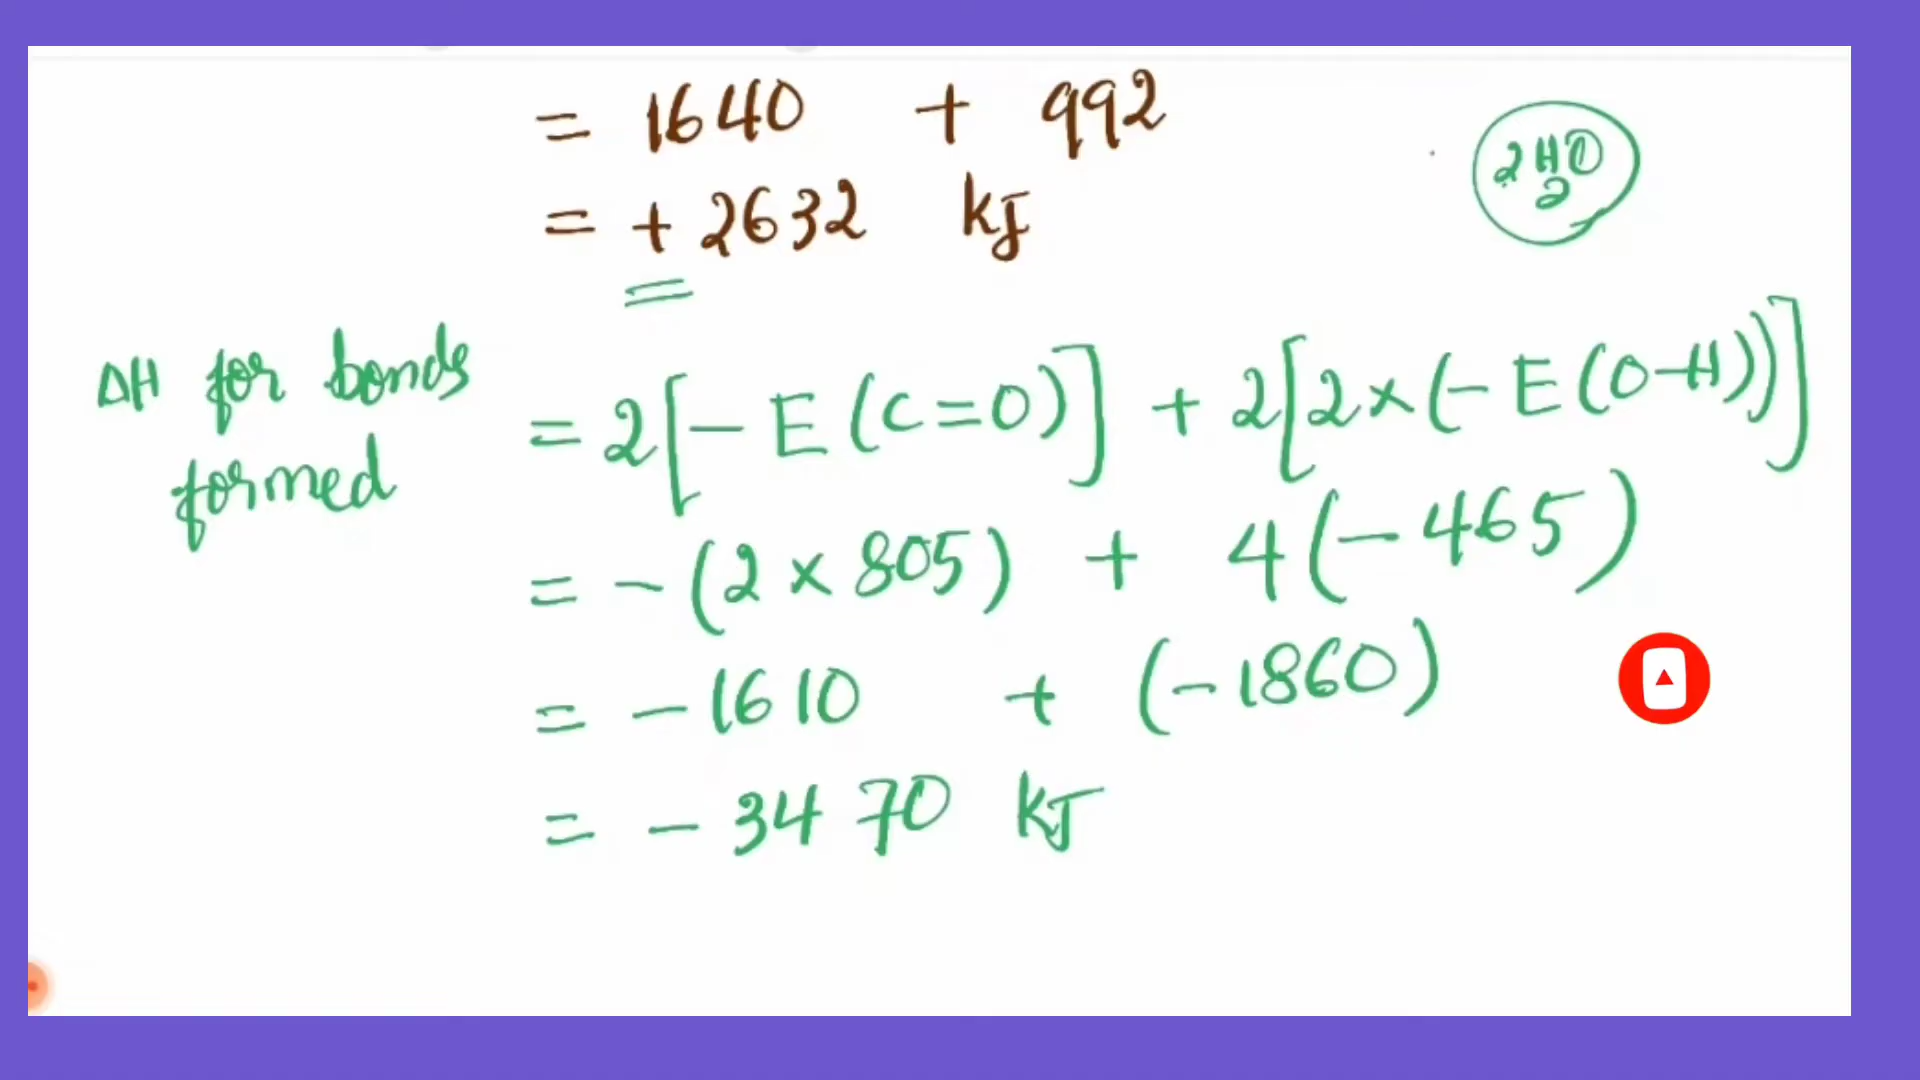 = 1640 + 992
= + 2632 kJ
2H2O
ΔH for bonds formed
= 2[- E (C=O)] + 2[2×(- E (O-H))]
= - (2 × 805) + 4(- 465)
= - 1610 + (- 1860)
= - 3470 kJ